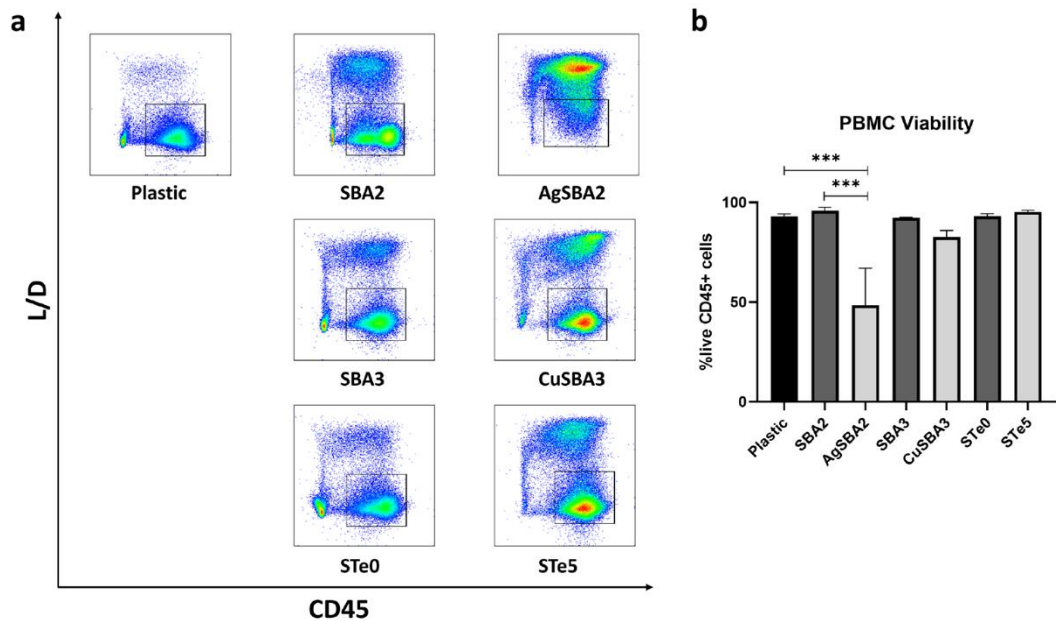 a
Plastic
SBA2
AgSBA2
SBA3
CuSBA3
STe0
STe5
L/D
CD45
b
PBMC Viability
***
***
100
50
0
%live CD45+ cells
Plastic
SBA2
AgSBA2
SBA3
CuSBA3
STe0
STe5